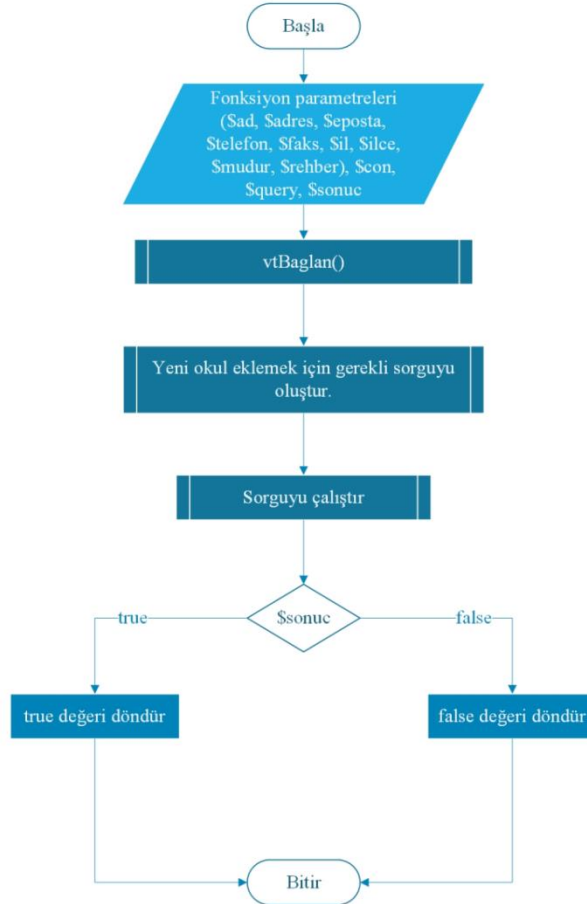 Başla
Fonksiyon parametreleri
($ad, $adres, $eposta,
$telefon, $faks, $il, $ilce,
$mudur, $rehber), $con,
$query, $sonuc
vtBaglan()
Yeni okul eklemek için gerekli sorguyu
oluştur.
Sorguyu çalıştır
$sonuc
true
false
true değeri döndür
false değeri döndür
Bitir